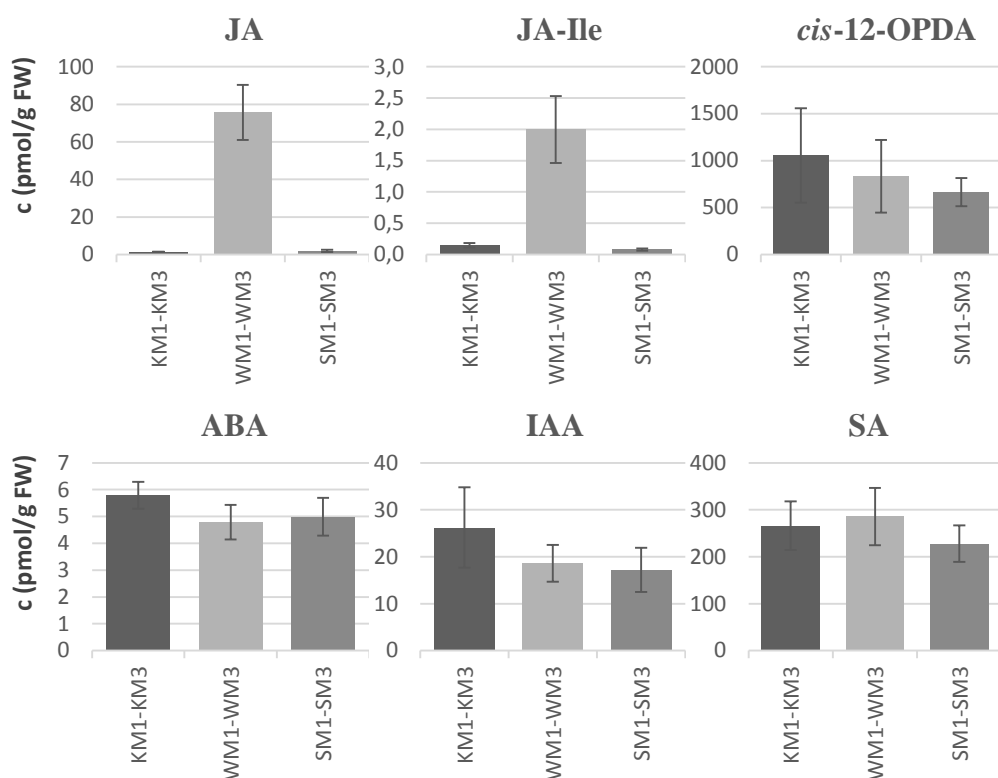 JA
JA-Ile
cis-12-OPDA
c (pmol/g FW)
100
80
60
40
20
0
KM1-KM3
WM1-WM3
SM1-SM3
3,0
2,5
2,0
1,5
1,0
0,5
0,0
KM1-KM3
WM1-WM3
SM1-SM3
2000
1500
1000
500
0
KM1-KM3
WM1-WM3
SM1-SM3
ABA
IAA
SA
c (pmol/g FW)
7
6
5
4
3
2
1
0
KM1-KM3
WM1-WM3
SM1-SM3
40
30
20
10
0
KM1-KM3
WM1-WM3
SM1-SM3
400
300
200
100
0
KM1-KM3
WM1-WM3
SM1-SM3